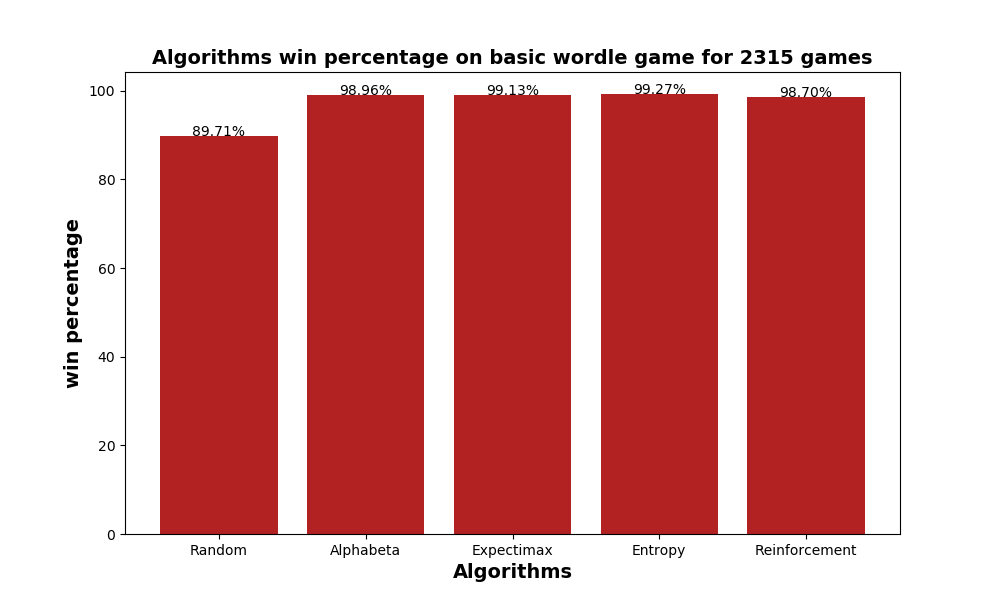 Algorithms win percentage on basic wordle game for 2315 games
100
80
60
40
20
0
win percentage
89.71%
98.96%
99.13%
99.27%
98.70%
Random
Alphabeta
Expectimax
Entropy
Reinforcement
Algorithms